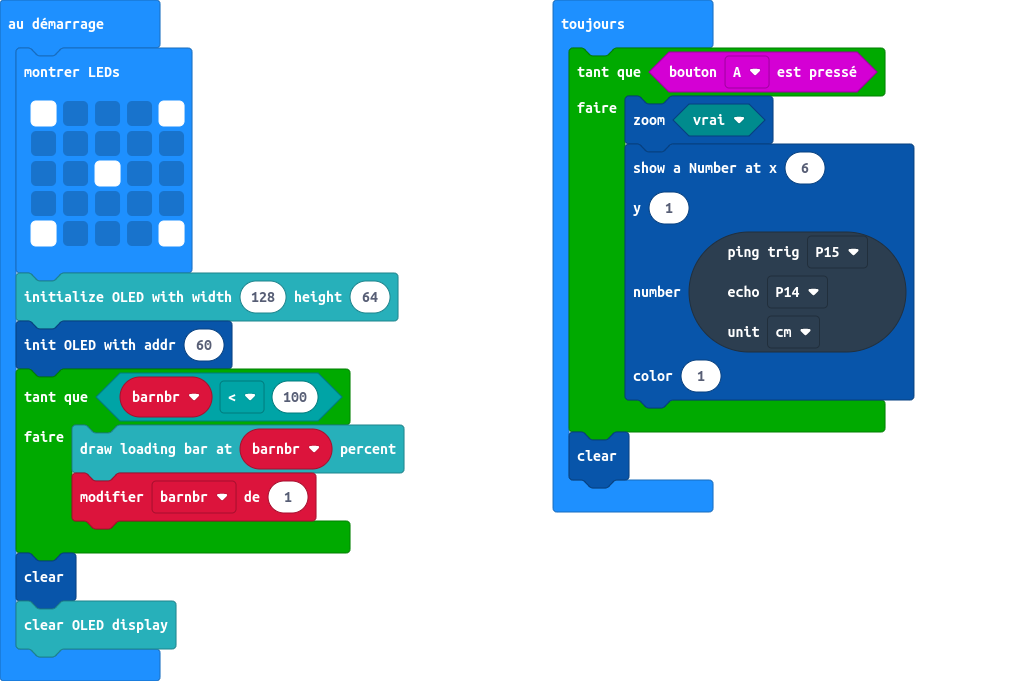 au démarrage
montrer LEDs
initialize OLED with width 128 height 64
init OLED with addr 60
tant que barnbr < 100
faire
draw loading bar at barnbr percent
modifier barnbr de 1
clear
clear OLED display
toujours
tant que bouton A est pressé
faire
zoom vrai
show a Number at x 6
y 1
ping trig P15
number echo P14
unit cm
color 1
clear